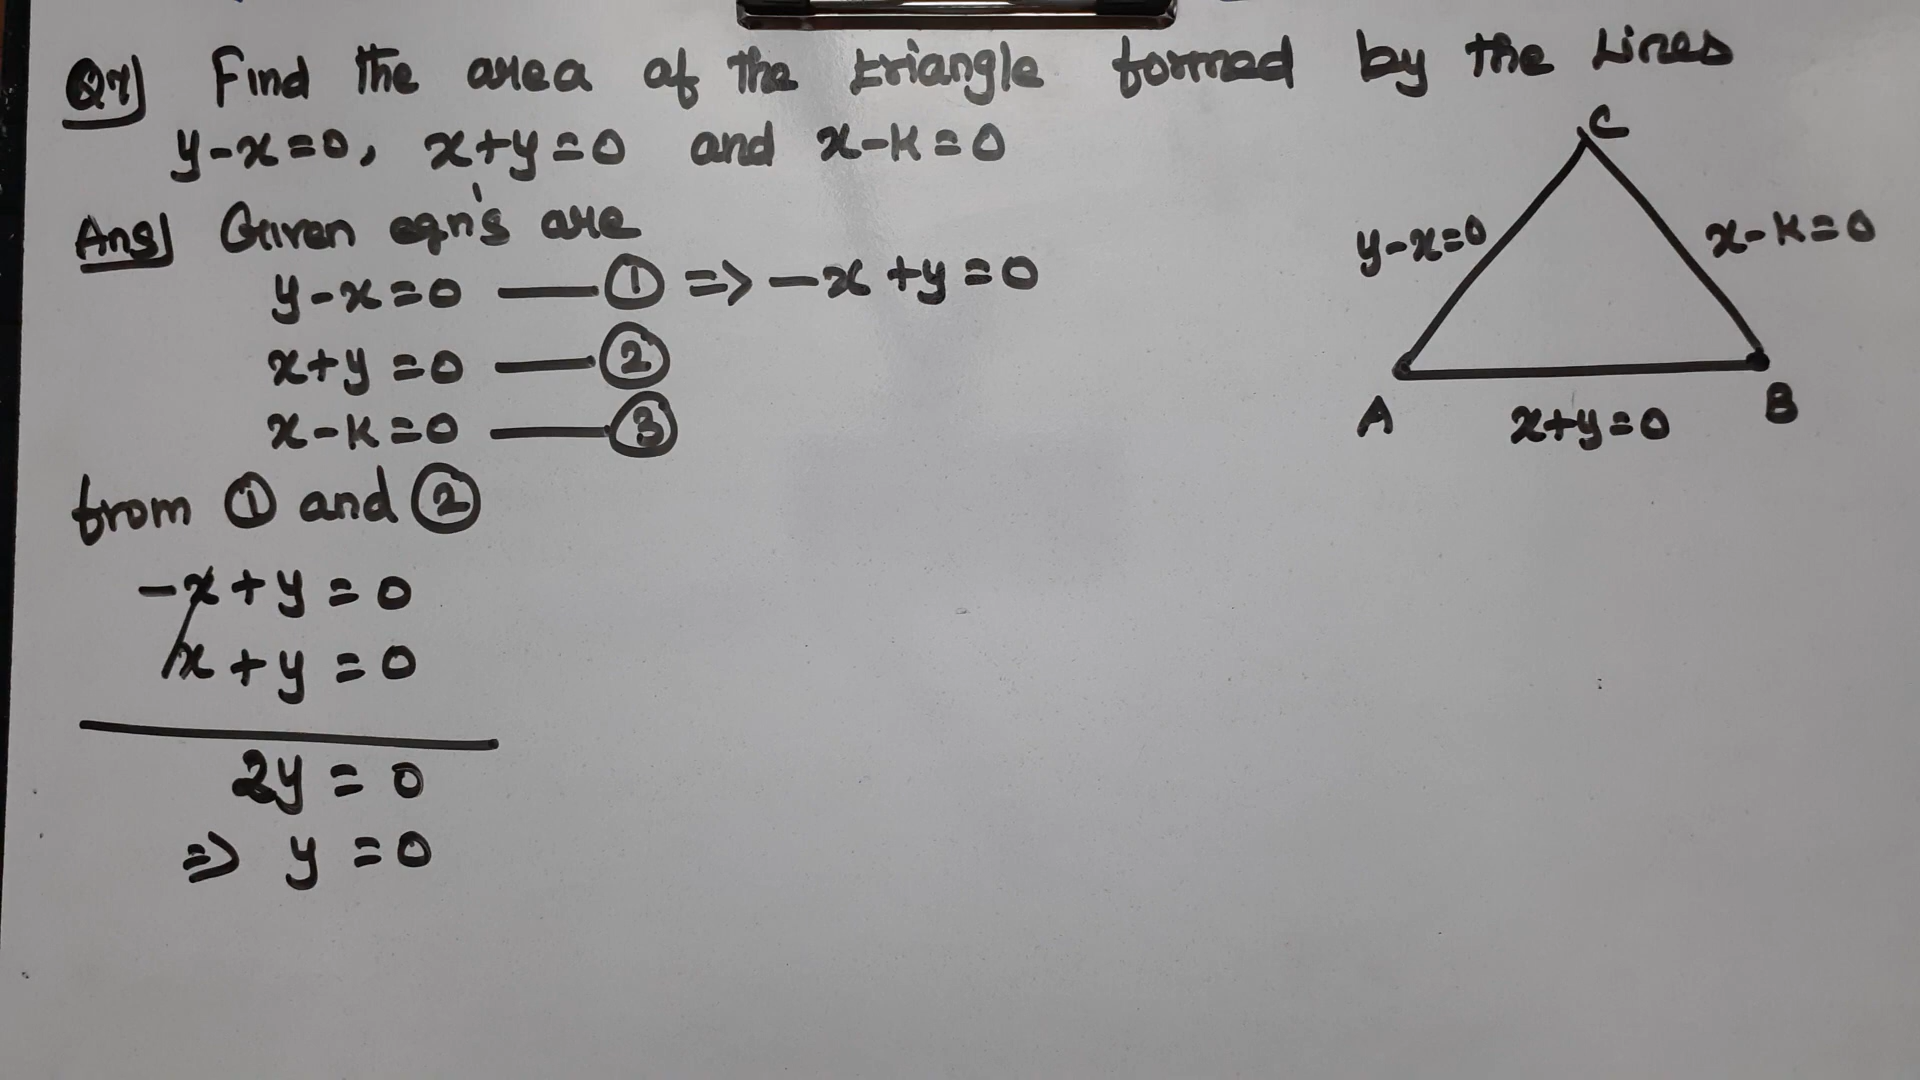 Q7) Find the area of the triangle formed by the Lines
y-x=0, x+y=0 and x-k=0
Ans) Given eqn's are
y-x=0 —① => -x+y=0
x+y=0 —②
x-k=0 —③
from ① and ②
-x+y=0
x+y=0
2y=0
=> y=0
C
y-x=0
x-k=0
A
B
x+y=0